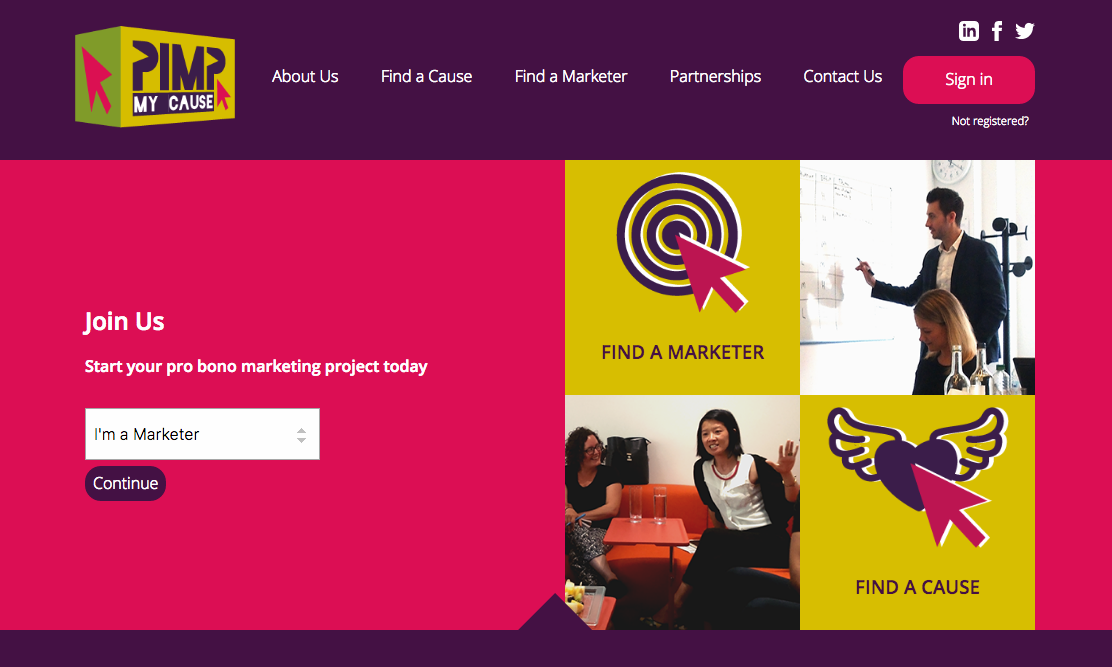 PIMP
MY CAUSE
About Us
Find a Cause
Find a Marketer
Partnerships
Contact Us
Sign in
Not registered?
Join Us
Start your pro bono marketing project today
I'm a Marketer
Continue
FIND A MARKETER
FIND A CAUSE